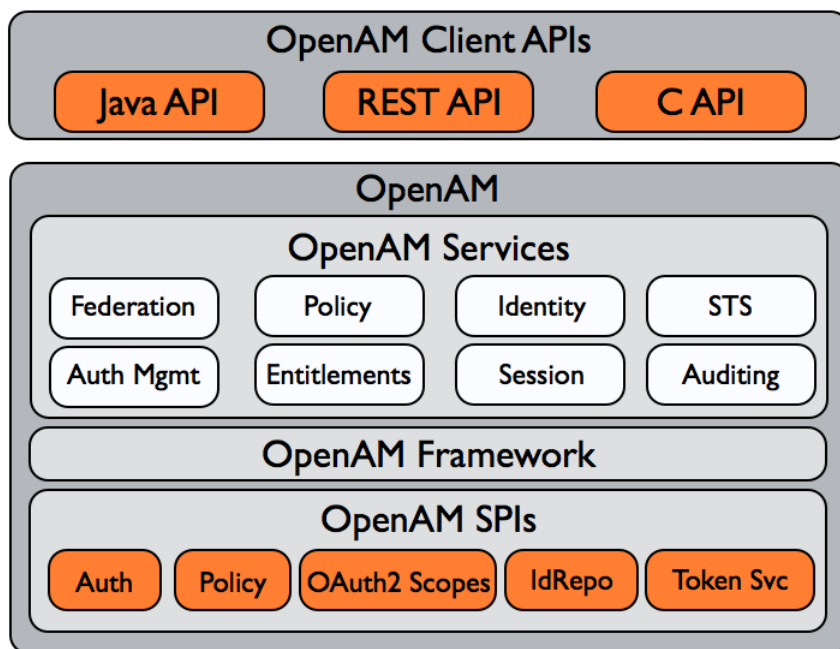 OpenAM Client APIs
Java API REST API C API
OpenAM
OpenAM Services
Federation Policy Identity STS
Auth Mgmt Entitlements Session Auditing
OpenAM Framework
OpenAM SPIs
Auth Policy OAuth2 Scopes IdRepo Token Svc